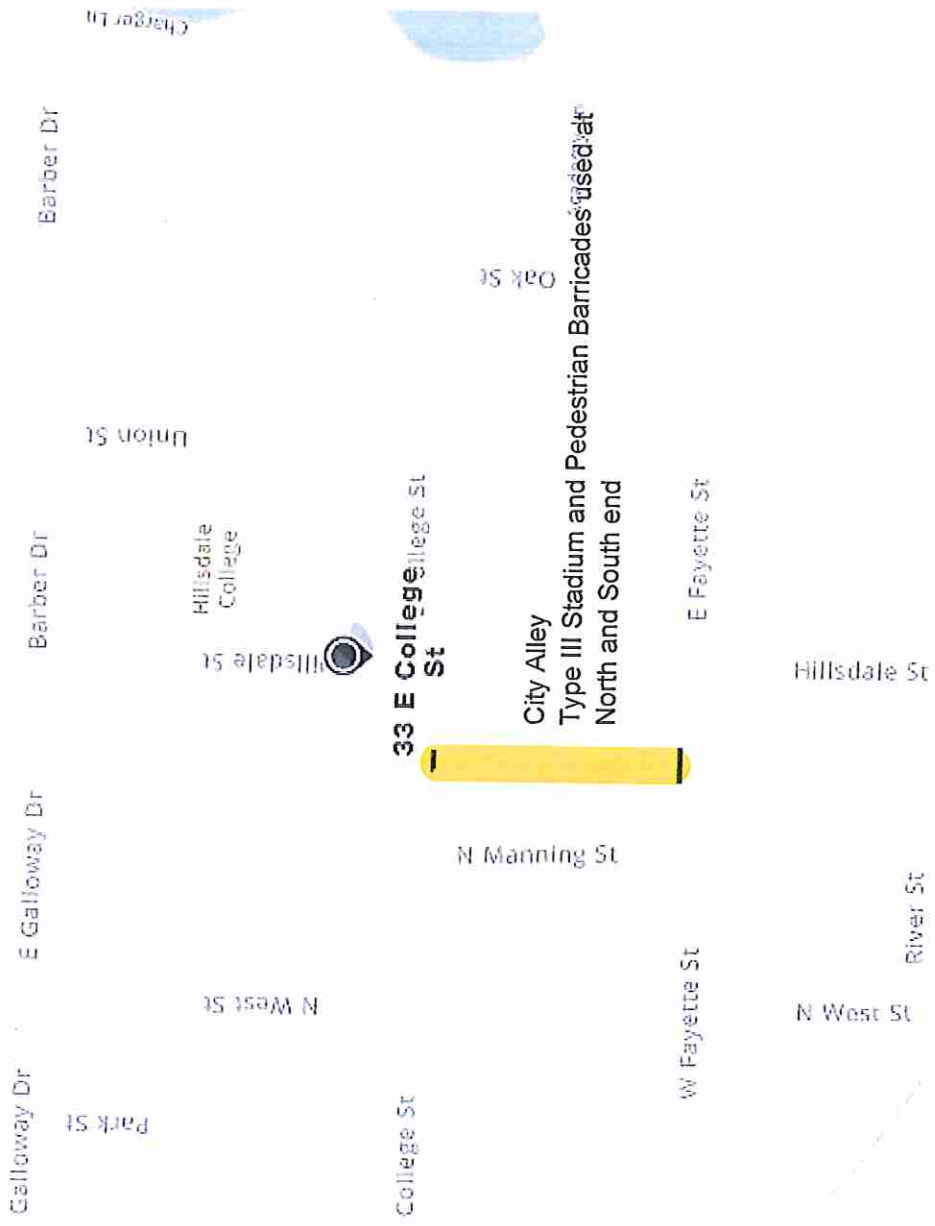 Galloway Dr
E Galloway Dr
Barber Dr
Barber Dr
Charger Ln
Park St
Union St
N West St
Hillsdale St
Hillsdale
College
College St
33 E College
St
llege St
N Manning St
Oak St
City Alley
Type III Stadium and Pedestrian Barricades used at
North and South end
W Fayette St
E Fayette St
N West St
Hillsdale St
River St